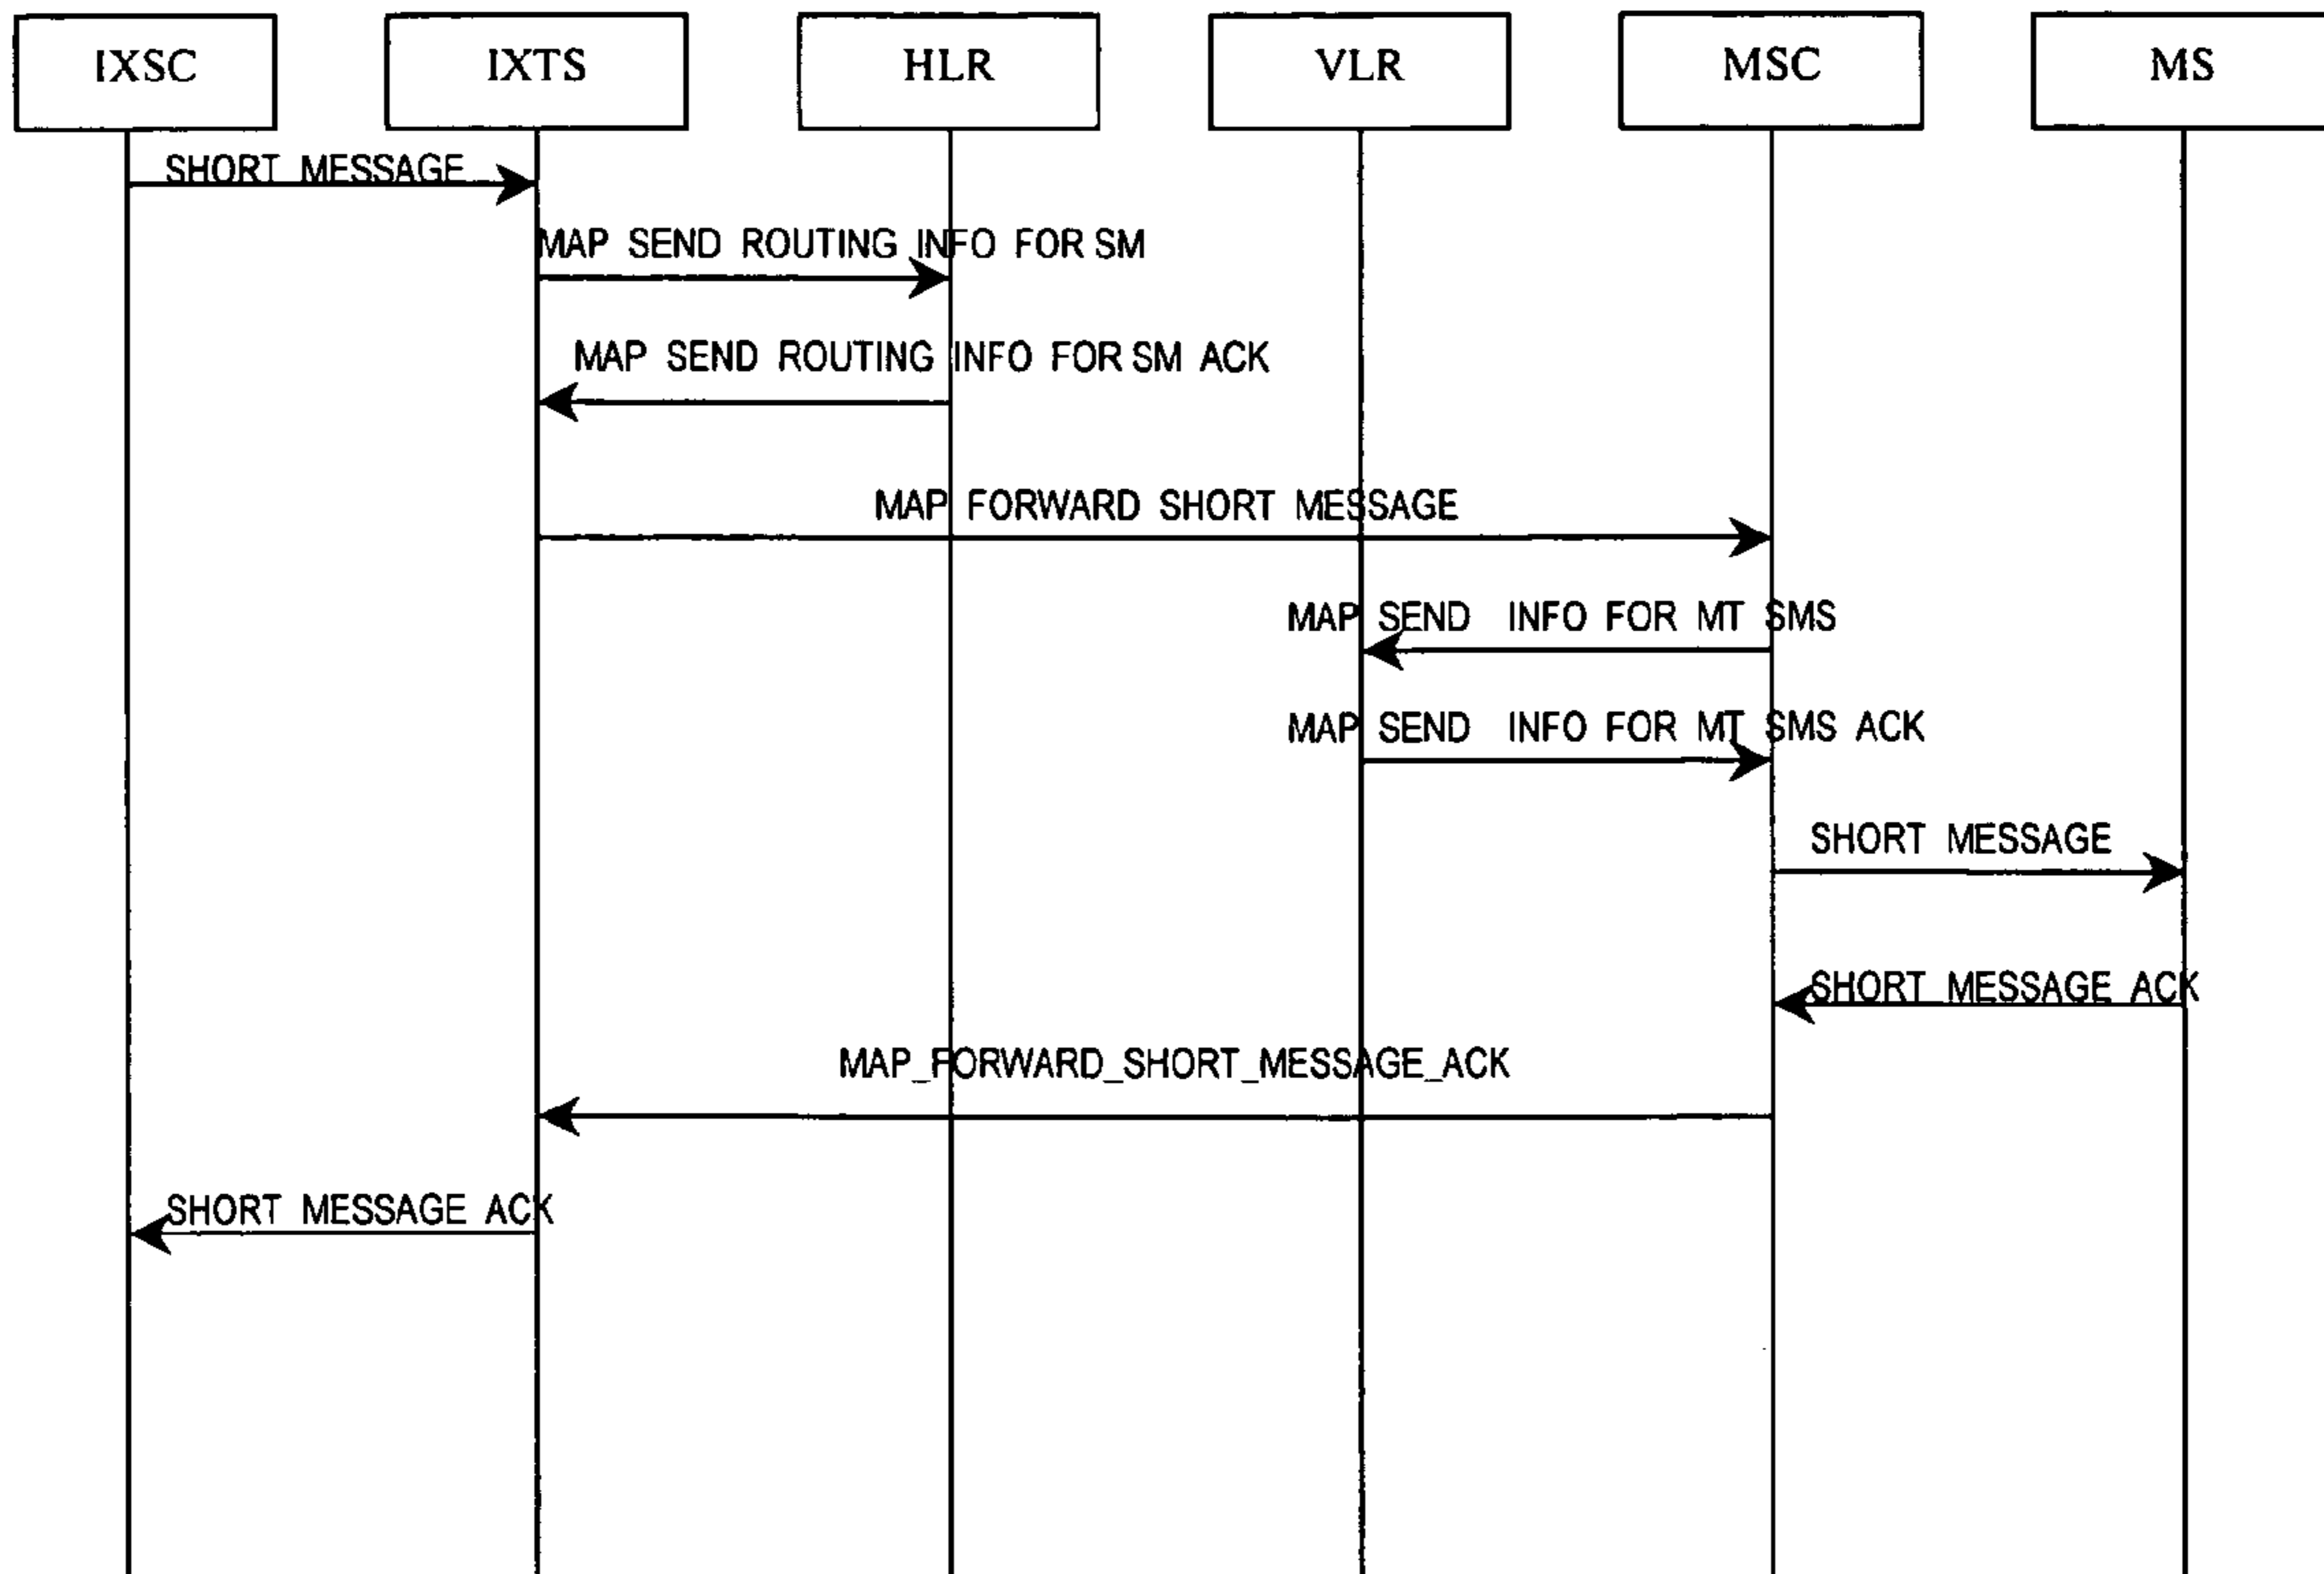 IXSC IXTS HLR VLR MSC MS
SHORT MESSAGE
MAP SEND ROUTING INFO FOR SM
MAP SEND ROUTING INFO FOR SM ACK
MAP FORWARD SHORT MESSAGE
MAP SEND INFO FOR MT SMS
MAP SEND INFO FOR MT SMS ACK
SHORT MESSAGE
SHORT MESSAGE ACK
MAP_FORWARD_SHORT_MESSAGE_ACK
SHORT MESSAGE ACK